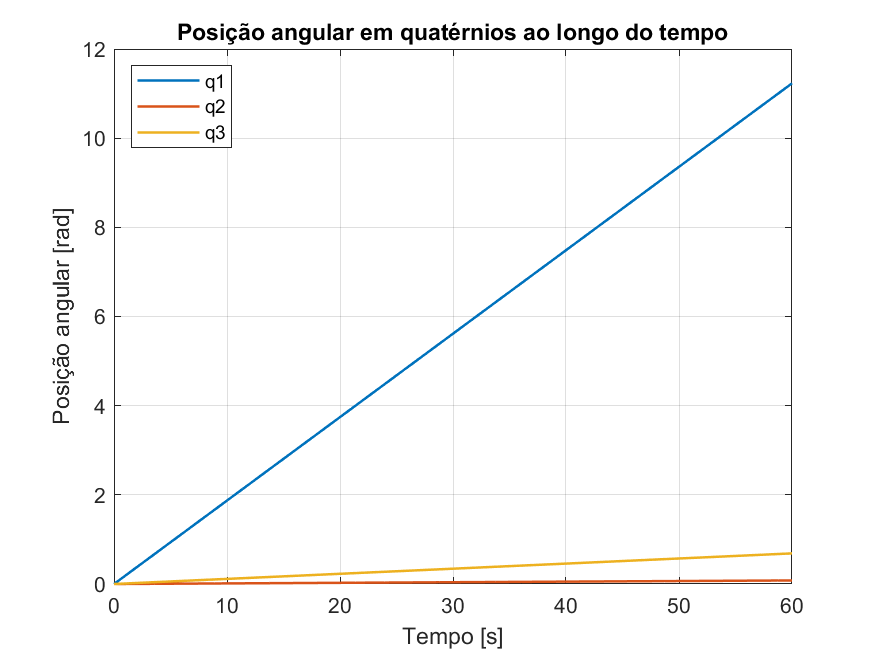 Posição angular em quatérnios ao longo do tempo
12
10
8
6
4
2
0
q1
q2
q3
Posição angular [rad]
0 10 20 30 40 50 60
Tempo [s]